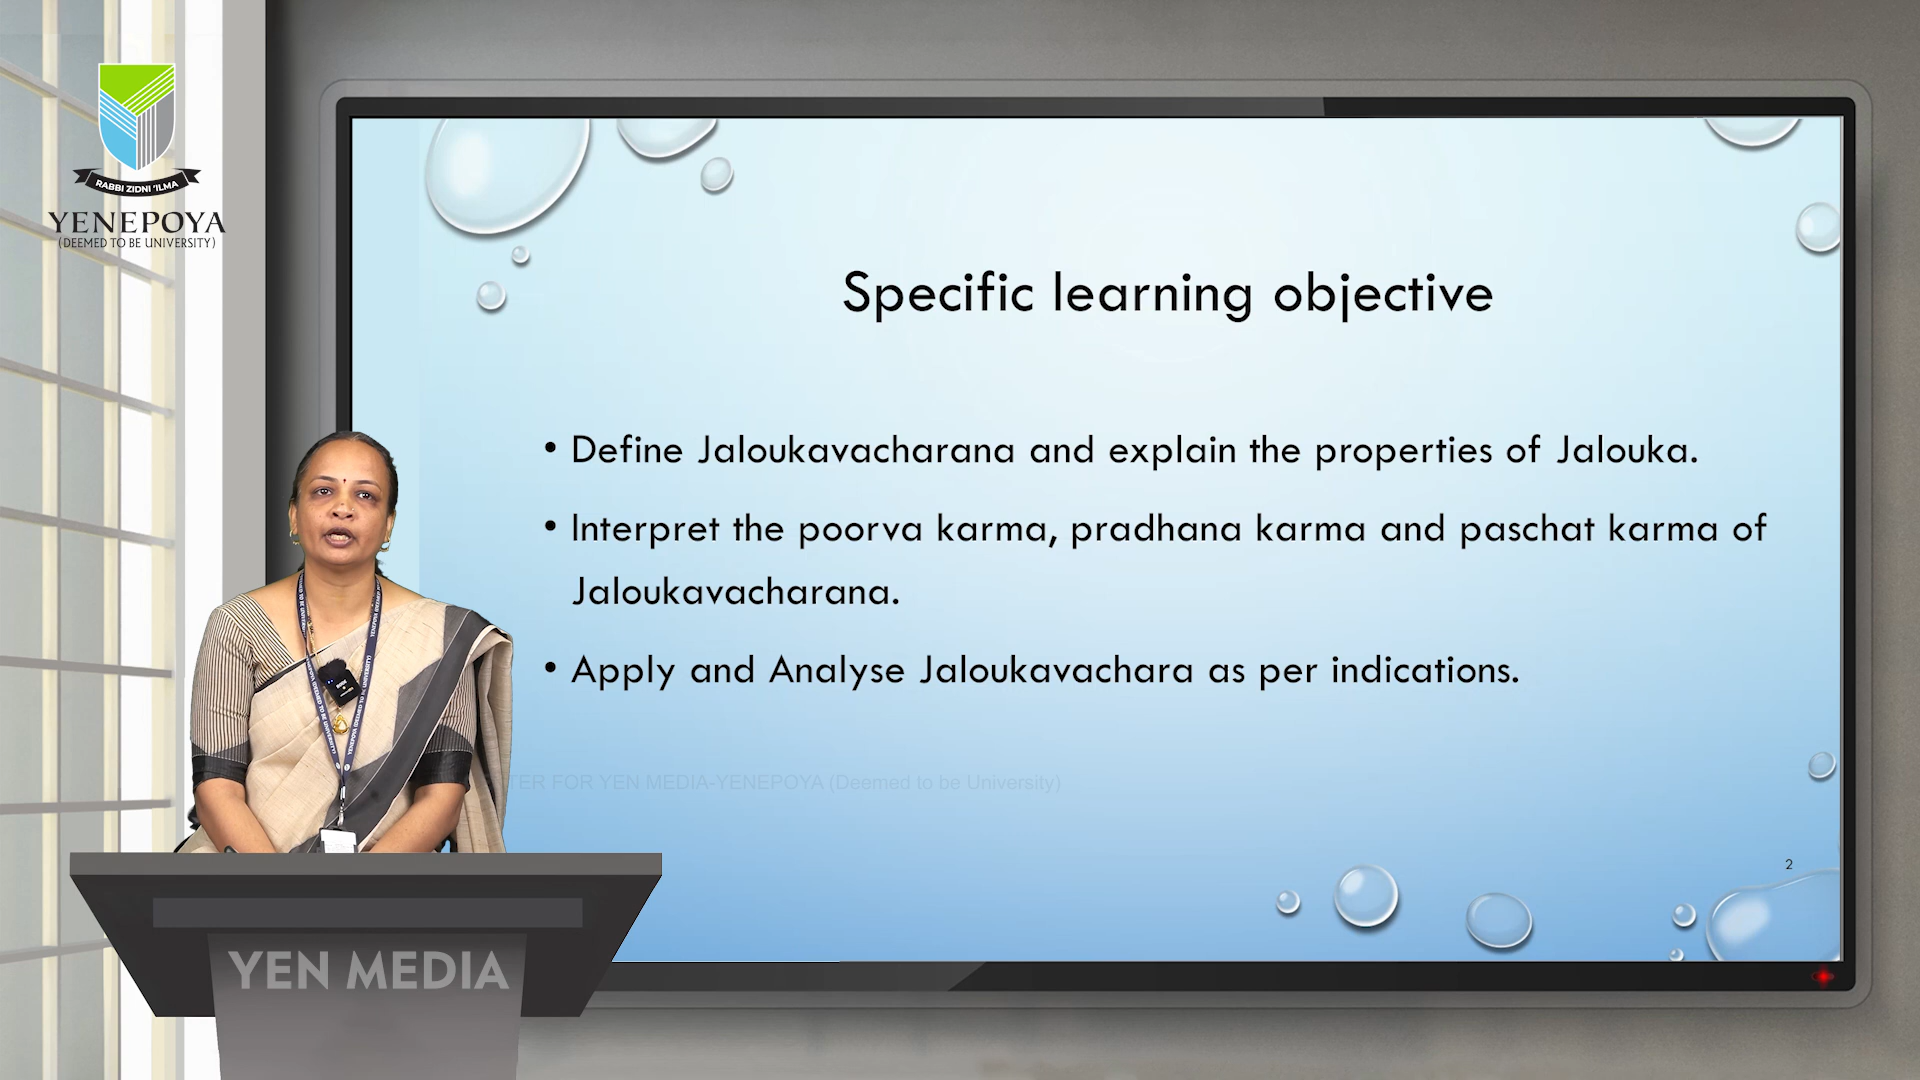 RABBI ZIDNI 'ILMA
YENEPOYA
(DEEMED TO BE UNIVERSITY)
Specific learning objective
• Define Jaloukavacharana and explain the properties of Jalouka.
• Interpret the poorva karma, pradhana karma and paschat karma of
Jaloukavacharana.
• Apply and Analyse Jaloukavachara as per indications.
TER FOR YEN MEDIA-YENEPOYA (Deemed to be University)
2
YEN MEDIA